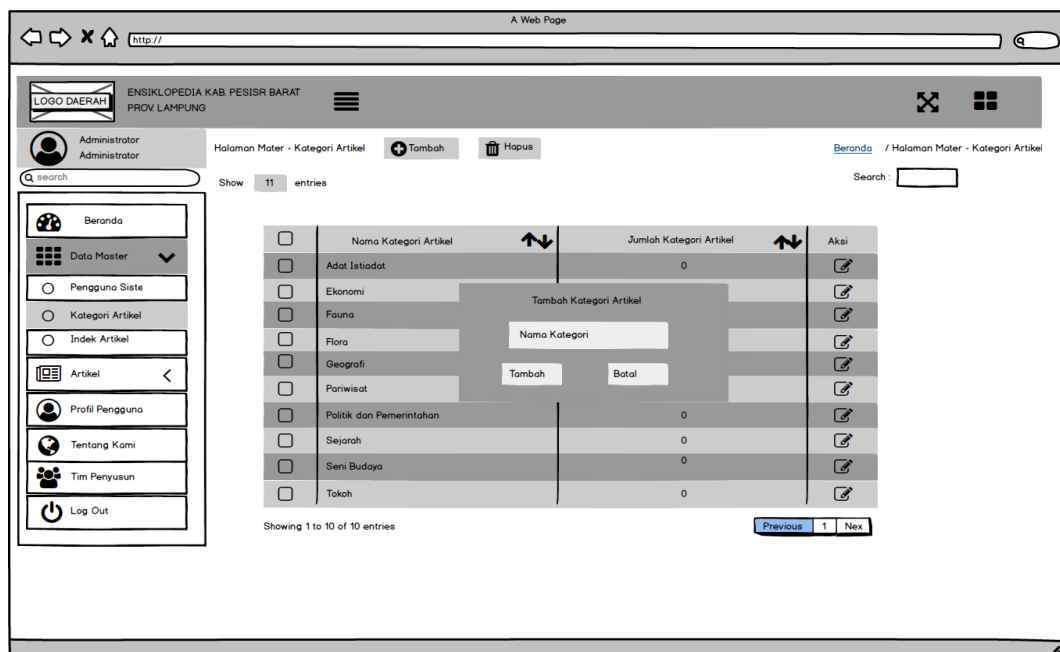 A Web Page
http://
LOGO DAERAH
ENSIKLOPEDIA KAB. PESISR BARAT
PROV LAMPUNG
Administrator
Administrator
search
Halaman Mater - Kategori Artikel
Tambah
Hapus
Beranda / Halaman Mater - Kategori Artikel
Show 11 entries
Search :
Beranda
Data Master
Pengguna Siste
Kategori Artikel
Indek Artikel
Artikel
Profil Pengguna
Tentang Kami
Tim Penyusun
Log Out
Nama Kategori Artikel Jumlah Kategori Artikel Aksi
Adat Istiadat 0
Ekonomi
Fauna
Flora
Geografi
Pariwisat
Politik dan Pemerintahan 0
Sejarah 0
Seni Budaya 0
Tokoh 0
Tambah Kategori Artikel
Nama Kategori
Tambah Batal
Showing 1 to 10 of 10 entries
Previous 1 Nex